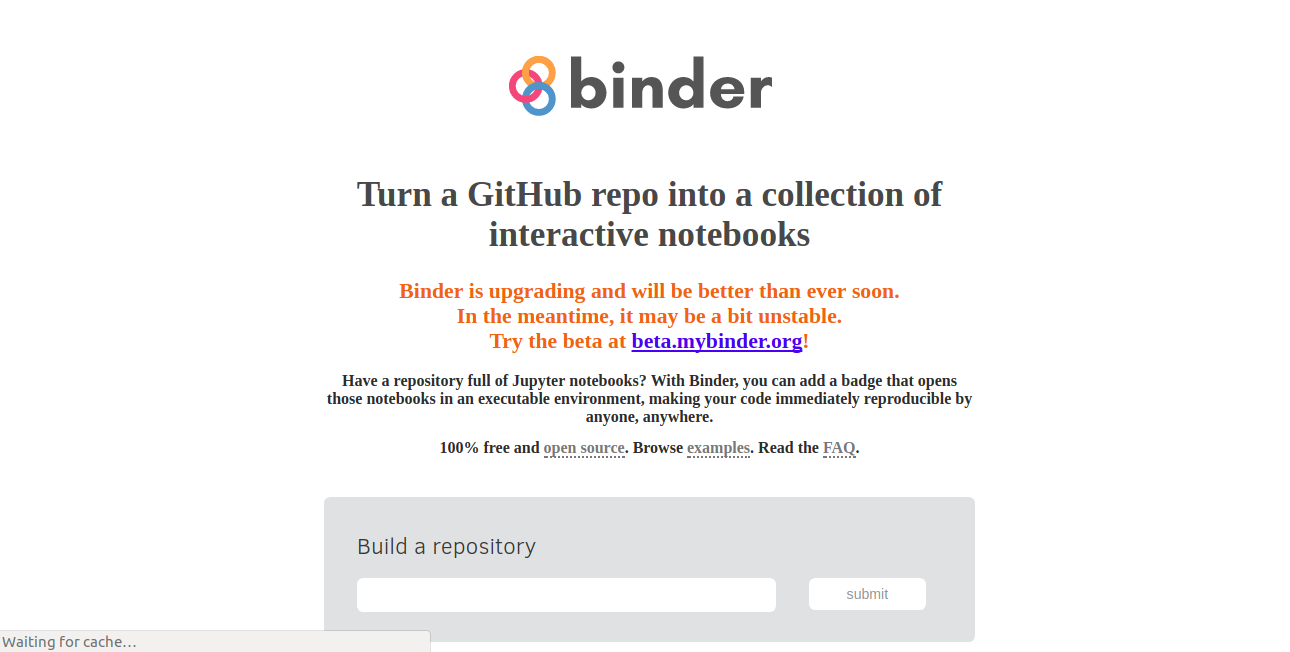 binder
Turn a GitHub repo into a collection of
interactive notebooks
Binder is upgrading and will be better than ever soon.
In the meantime, it may be a bit unstable.
Try the beta at beta.mybinder.org!
Have a repository full of Jupyter notebooks? With Binder, you can add a badge that opens
those notebooks in an executable environment, making your code immediately reproducible by
anyone, anywhere.
100% free and open source. Browse examples. Read the FAQ.
Build a repository
submit
Waiting for cache...